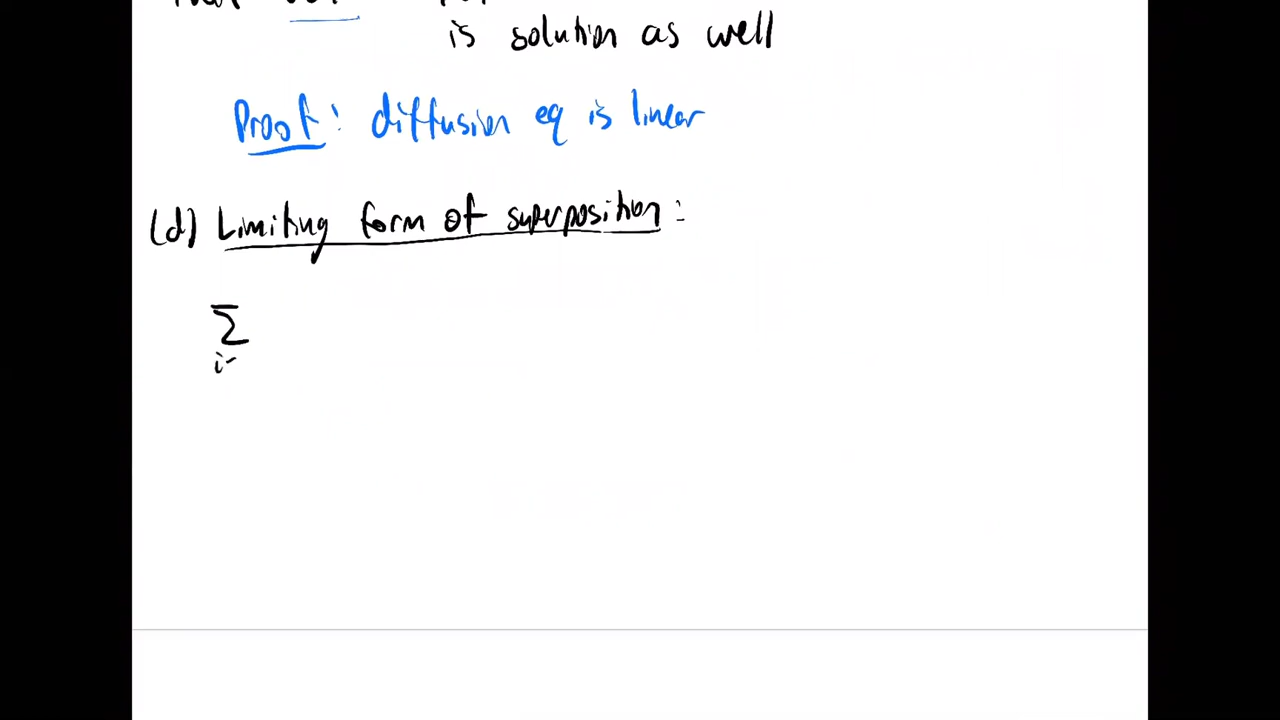 is solution as well
Proof: diffusion eq is linear
(d) Limiting form of superposition:
Σ
i-